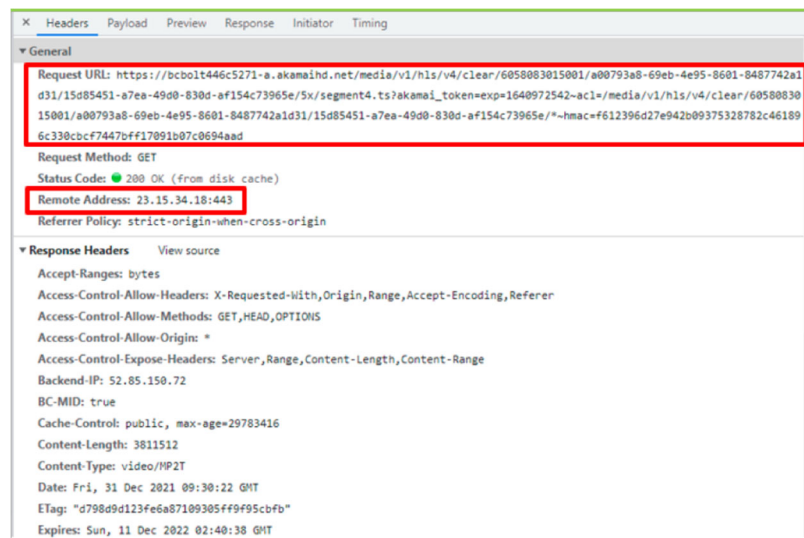 × Headers Payload Preview Response Initiator Timing
▼ General
Request URL: https://bcbolt446c5271-a.akamaihd.net/media/v1/hls/v4/clear/6058083015001/a00793a8-69eb-4e95-8601-8487742a1
d31/15d85451-a7ea-49d0-830d-af154c73965e/5x/segment4.ts?akamai_token=exp=1640972542~acl=/media/v1/hls/v4/clear/60580830
15001/a00793a8-69eb-4e95-8601-8487742a1d31/15d85451-a7ea-49d0-830d-af154c73965e/*~hmac=f612396d27e942b09375328782c46189
6c330cbcf7447bff17091b07c0694aad
Request Method: GET
Status Code: 200 OK (from disk cache)
Remote Address: 23.15.34.18:443
Referrer Policy: strict-origin-when-cross-origin
▼ Response Headers View source
Accept-Ranges: bytes
Access-Control-Allow-Headers: X-Requested-With,Origin,Range,Accept-Encoding,Referer
Access-Control-Allow-Methods: GET,HEAD,OPTIONS
Access-Control-Allow-Origin: *
Access-Control-Expose-Headers: Server,Range,Content-Length,Content-Range
Backend-IP: 52.85.150.72
BC-MID: true
Cache-Control: public, max-age=29783416
Content-Length: 3811512
Content-Type: video/MP2T
Date: Fri, 31 Dec 2021 09:30:22 GMT
ETag: "d798d9d123fe6a87109305ff9f95cbfb"
Expires: Sun, 11 Dec 2022 02:40:38 GMT